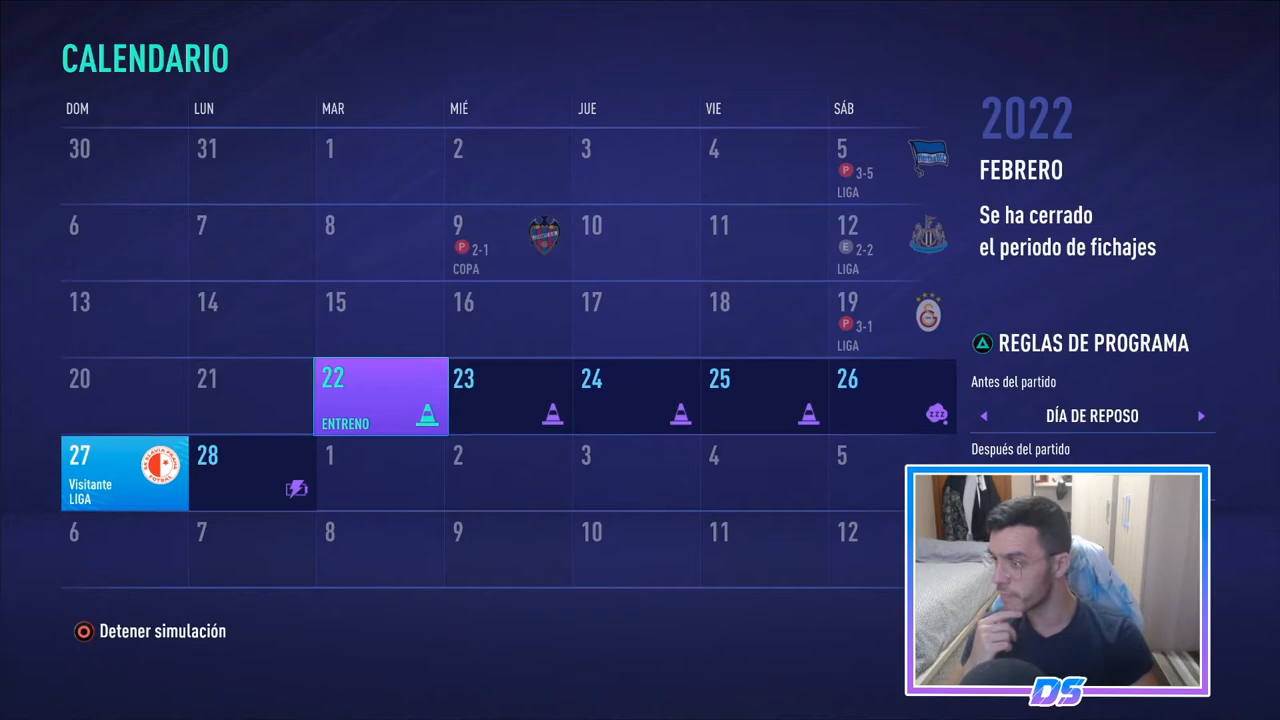 CALENDARIO
DOM LUN MAR MIÉ JUE VIE SÁB
30 31 1 2 3 4 5
P 3-5
LIGA
6 7 8 9 10 11 12
P 2-1 E 2-2
COPA LIGA
13 14 15 16 17 18 19
P 3-1
LIGA
20 21 22 23 24 25 26
ENTRENO
zzz
27 28 1 2 3 4 5
Visitante
LIGA
6 7 8 9 10 11 12
2022
FEBRERO
Se ha cerrado
el periodo de fichajes
REGLAS DE PROGRAMA
Antes del partido
DÍA DE REPOSO
Después del partido
Detener simulación
DS